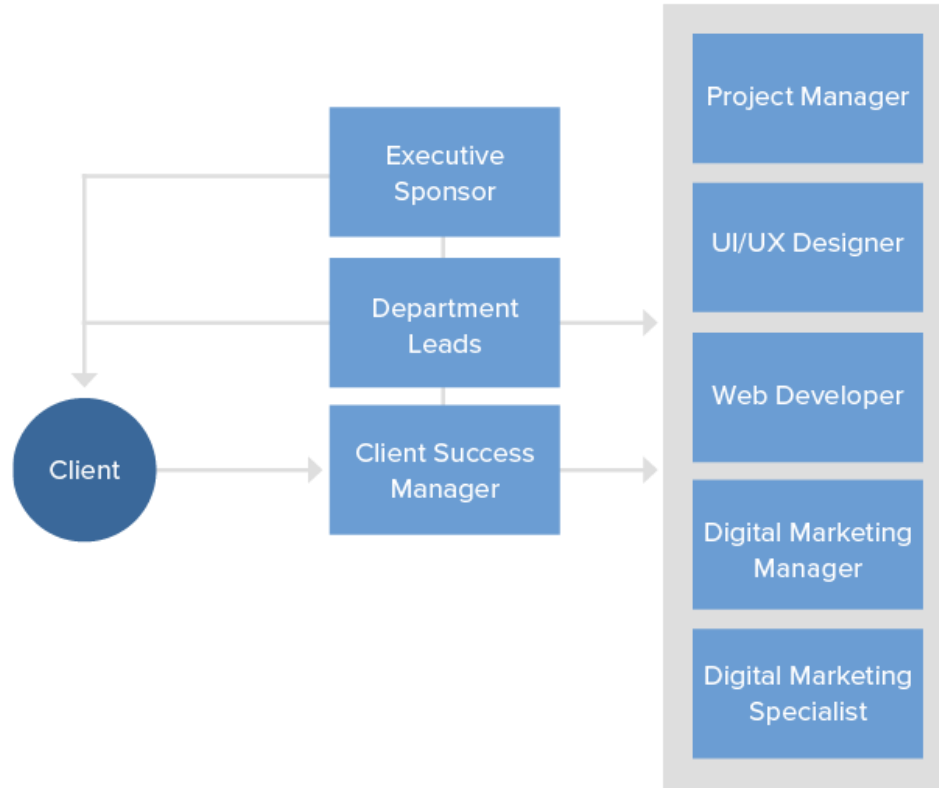 Client
Executive
Sponsor
Department
Leads
Client Success
Manager
Project Manager
UI/UX Designer
Web Developer
Digital Marketing
Manager
Digital Marketing
Specialist